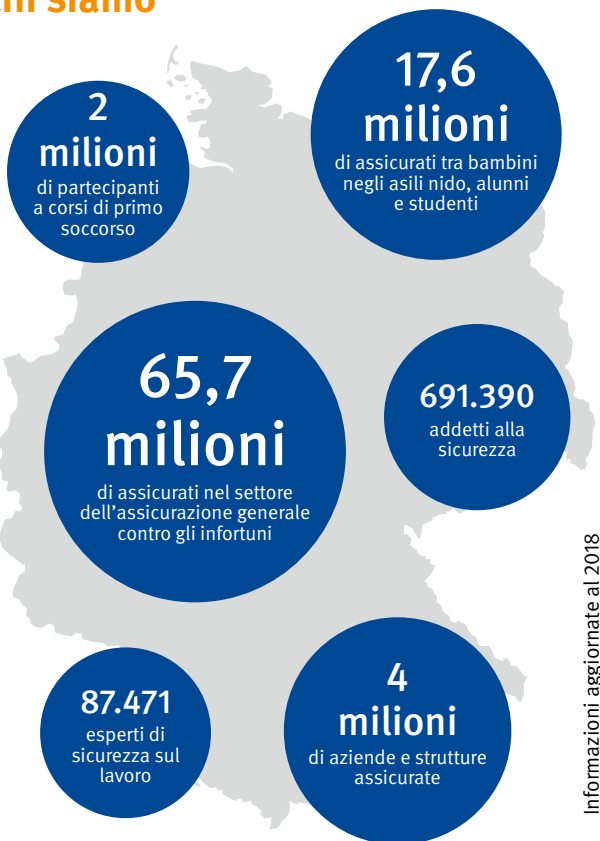 siamo
2
milioni
di partecipanti
a corsi di primo
soccorso
17,6
milioni
di assicurati tra bambini
negli asili nido, alunni
e studenti
65,7
milioni
di assicurati nel settore
dell’assicurazione generale
contro gli infortuni
691.390
addetti alla
sicurezza
87.471
esperti di
sicurezza sul
lavoro
4
milioni
di aziende e strutture
assicurate
Informazioni aggiornate al 2018